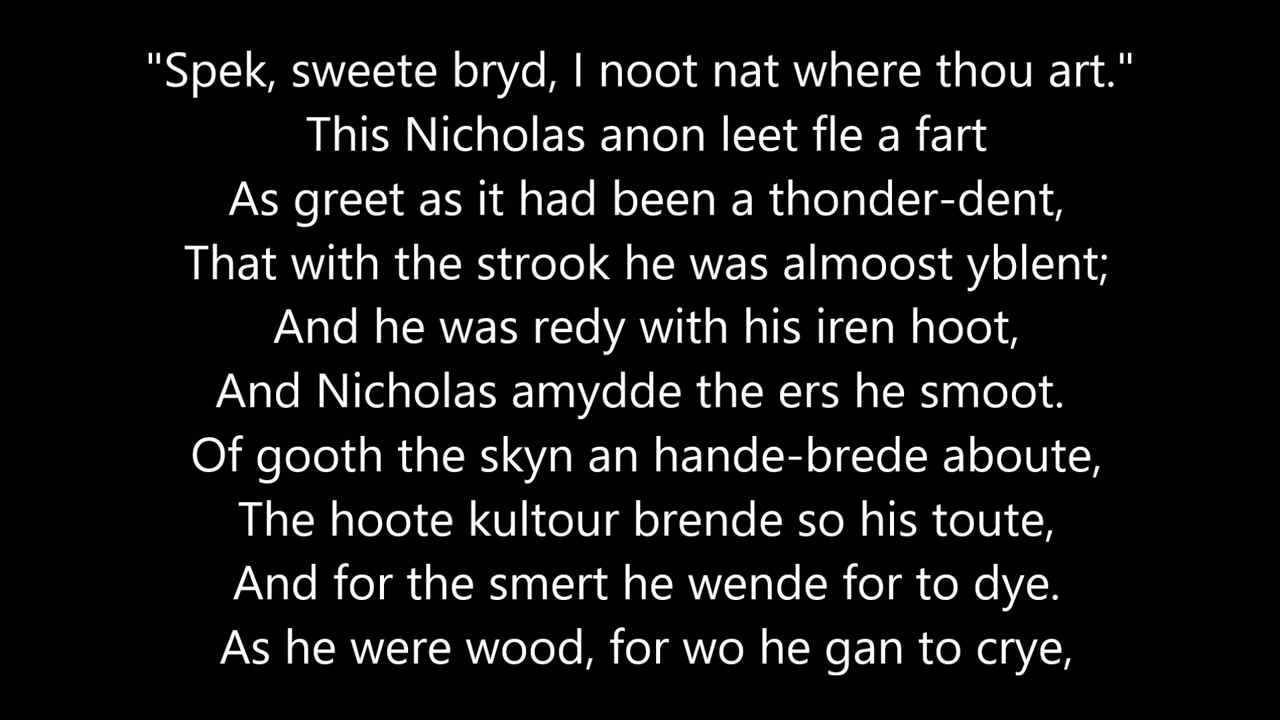 "Spek, sweete bryd, I noot nat where thou art."
This Nicholas anon leet fle a fart
As greet as it had been a thonder-dent,
That with the strook he was almoost yblent;
And he was redy with his iren hoot,
And Nicholas amydde the ers he smoot.
Of gooth the skyn an hande-brede aboute,
The hoote kultour brende so his toute,
And for the smert he wende for to dye.
As he were wood, for wo he gan to crye,